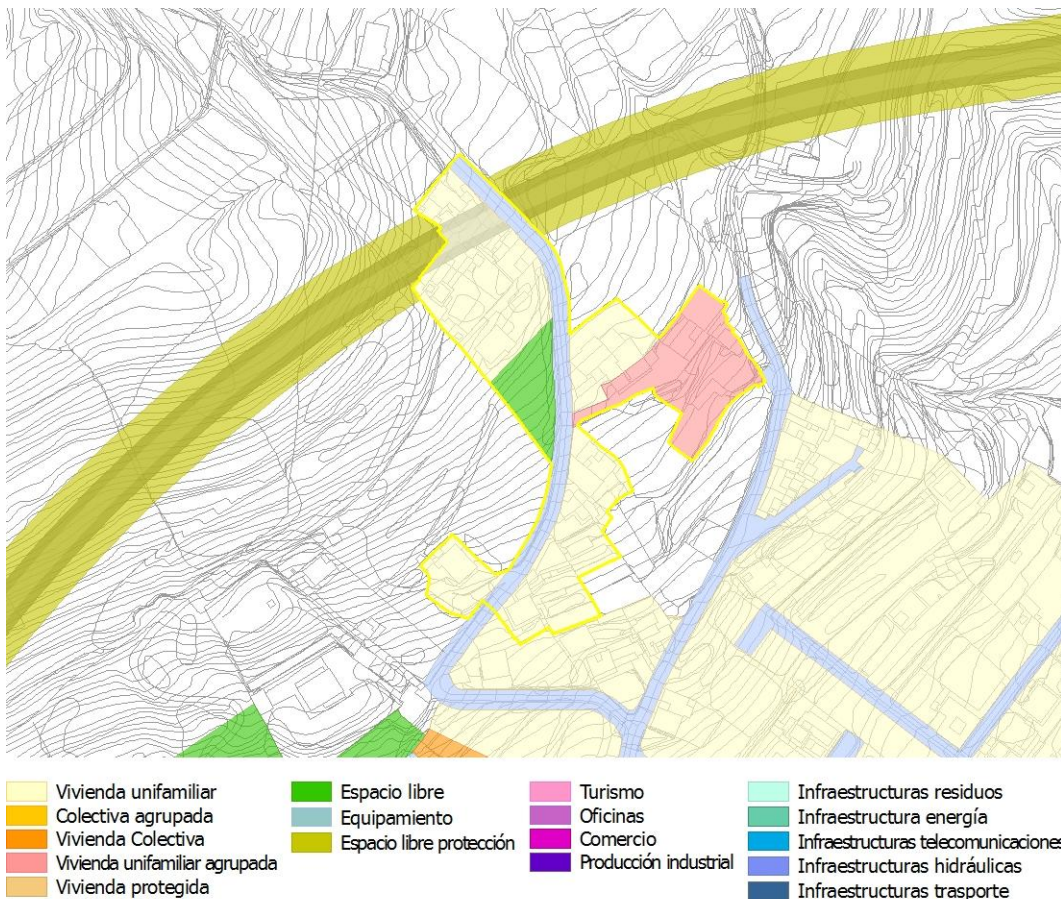 Vivienda unifamiliar
Colectiva agrupada
Vivienda Colectiva
Vivienda unifamiliar agrupada
Vivienda protegida
Espacio libre
Equipamiento
Espacio libre protección
Turismo
Oficinas
Comercio
Producción industrial
Infraestructuras residuos
Infraestructura energía
Infraestructuras telecomunicaciones
Infraestructuras hidráulicas
Infraestructuras trasporte